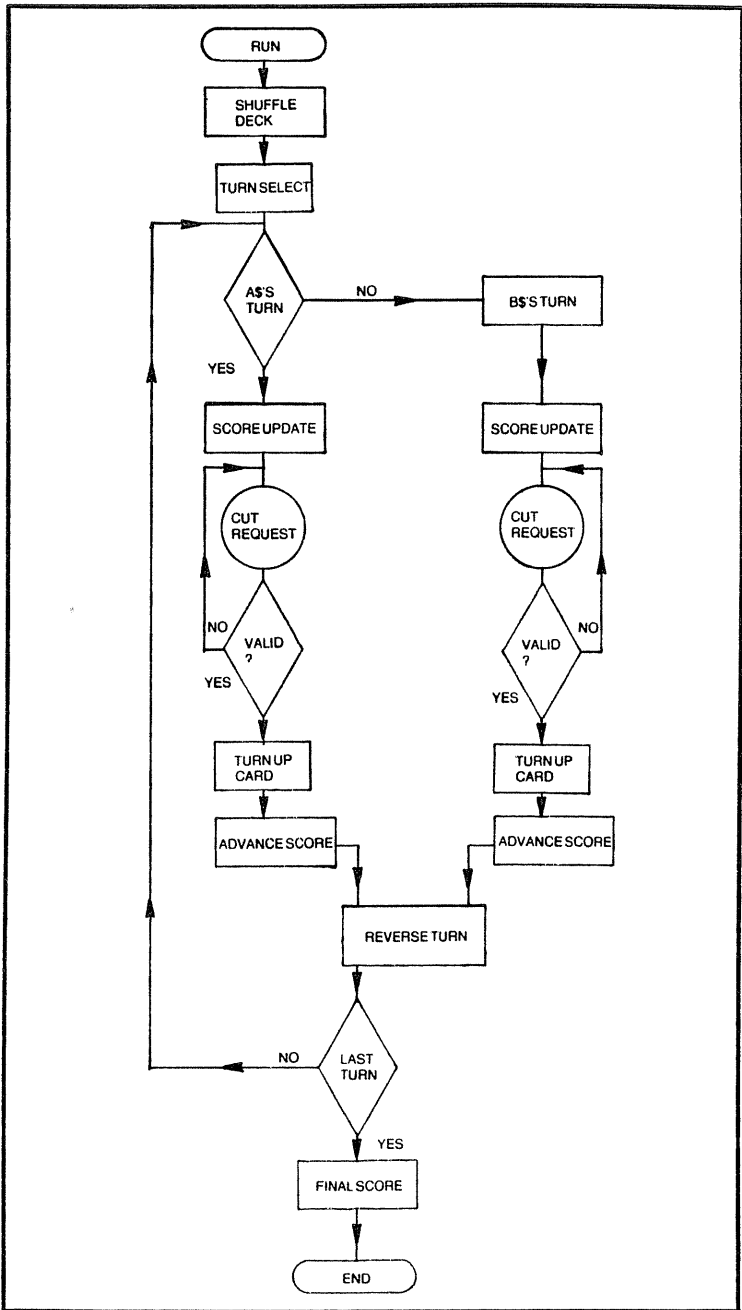 RUN
SHUFFLE
DECK
TURN SELECT
A$'S
TURN
NO
B$'S TURN
YES
SCORE UPDATE
SCORE UPDATE
CUT
REQUEST
CUT
REQUEST
NO
VALID
?
YES
VALID
?
NO
YES
TURN UP
CARD
TURN UP
CARD
ADVANCE SCORE
ADVANCE SCORE
REVERSE TURN
NO
LAST
TURN
YES
FINAL SCORE
END